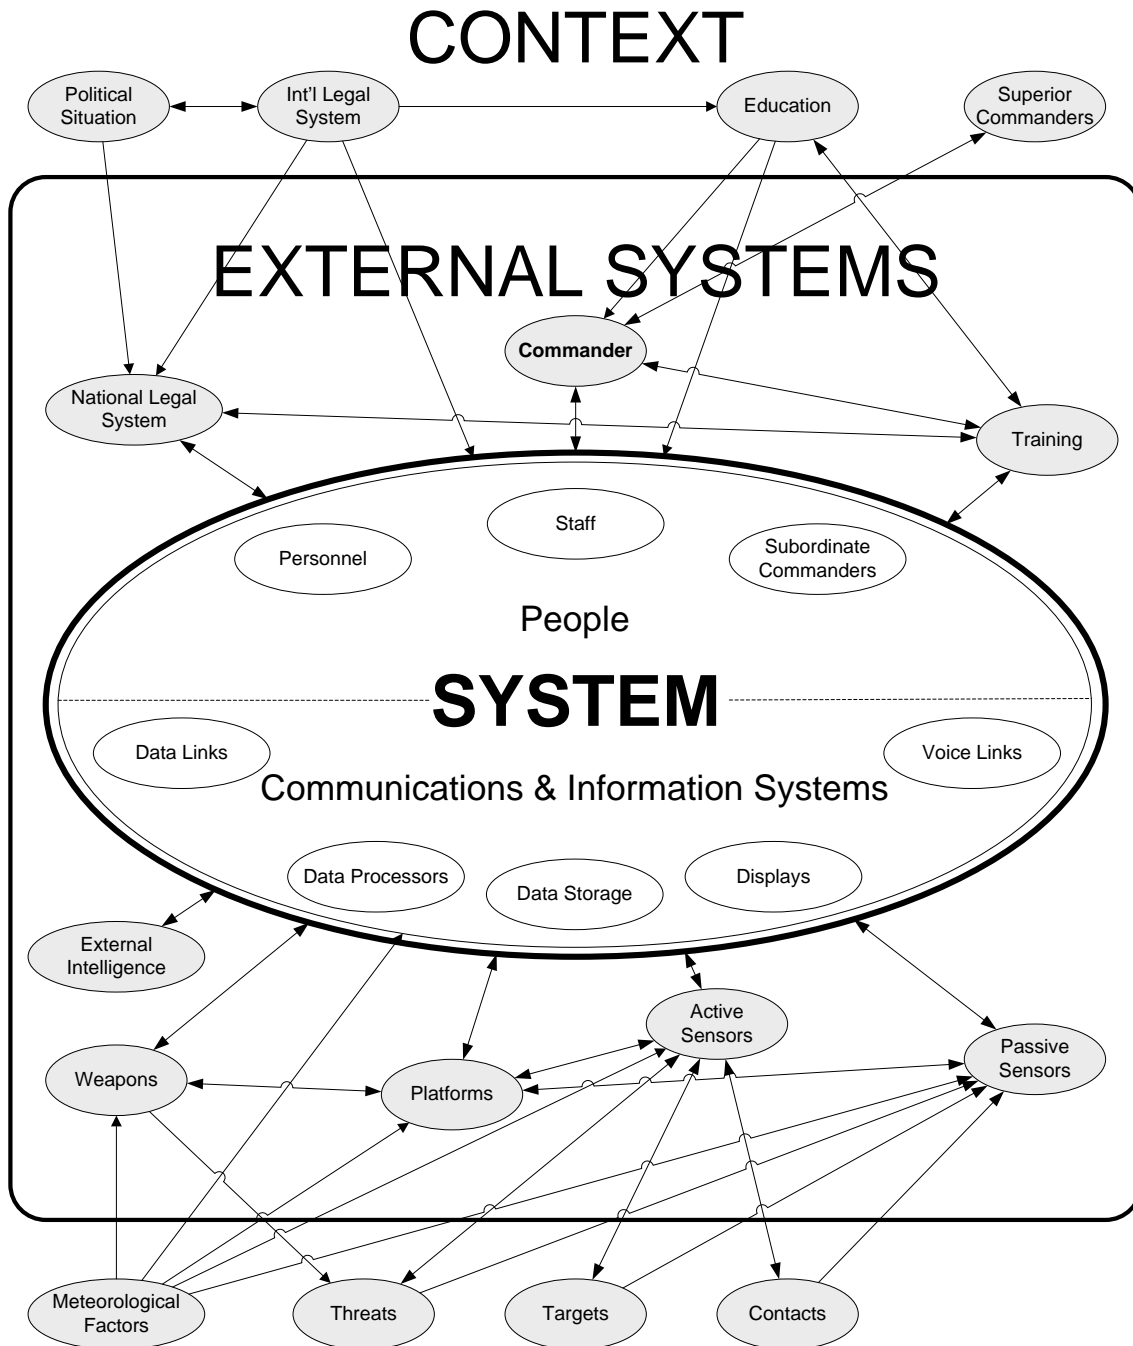 CONTEXT
Political
Situation
Int'l Legal
System
Education
Superior
Commanders
EXTERNAL SYSTEMS
Commander
National Legal
System
Training
Staff
Personnel
Subordinate
Commanders
People
SYSTEM
Data Links
Voice Links
Communications & Information Systems
Data Processors
Data Storage
Displays
External
Intelligence
Active
Sensors
Passive
Sensors
Weapons
Platforms
Meteorological
Factors
Threats
Targets
Contacts